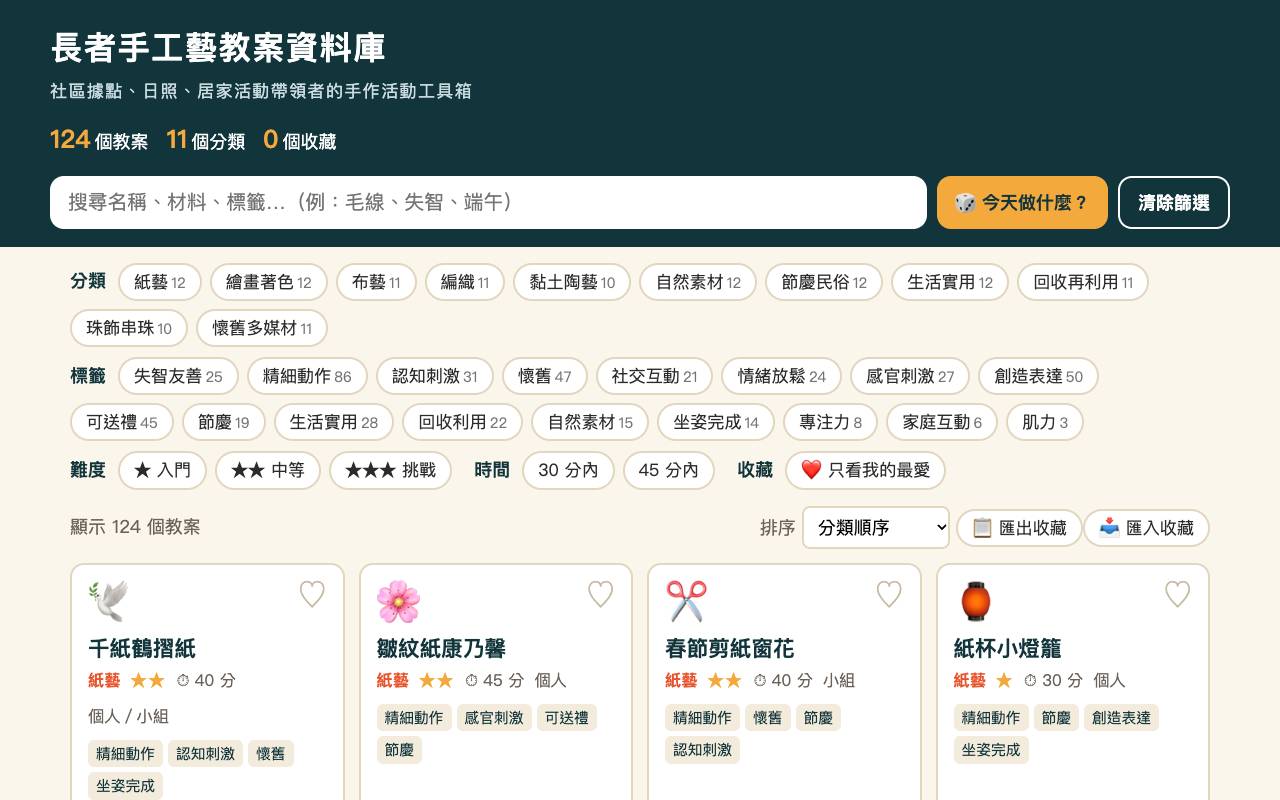 長者手工藝教案資料庫
社區據點、日照、居家活動帶領者的手作活動工具箱
124 個教案 11 個分類 0 個收藏
搜尋名稱、材料、標籤…（例：毛線、失智、端午） 🎲 今天做什麼？ 清除篩選
分類 紙藝 12 繪畫著色 12 布藝 11 編織 11 黏土陶藝 10 自然素材 12 節慶民俗 12 生活實用 12 回收再利用 11
珠飾串珠 10 懷舊多媒材 11
標籤 失智友善 25 精細動作 86 認知刺激 31 懷舊 47 社交互動 21 情緒放鬆 24 感官刺激 27 創造表達 50
可送禮 45 節慶 19 生活實用 28 回收利用 22 自然素材 15 坐姿完成 14 專注力 8 家庭互動 6 肌力 3
難度 ★ 入門 ★★ 中等 ★★★ 挑戰 時間 30 分內 45 分內 收藏 ❤️ 只看我的最愛
顯示 124 個教案 排序 分類順序 📋 匯出收藏 📥 匯入收藏
千紙鶴摺紙
紙藝 ★★ ⏱ 40 分
個人 / 小組
精細動作 認知刺激 懷舊
坐姿完成
皺紋紙康乃馨
紙藝 ★★ ⏱ 45 分 個人
精細動作 感官刺激 可送禮
節慶
春節剪紙窗花
紙藝 ★★ ⏱ 40 分 小組
精細動作 懷舊 節慶
認知刺激
紙杯小燈籠
紙藝 ★ ⏱ 30 分 個人
精細動作 節慶 創造表達
坐姿完成